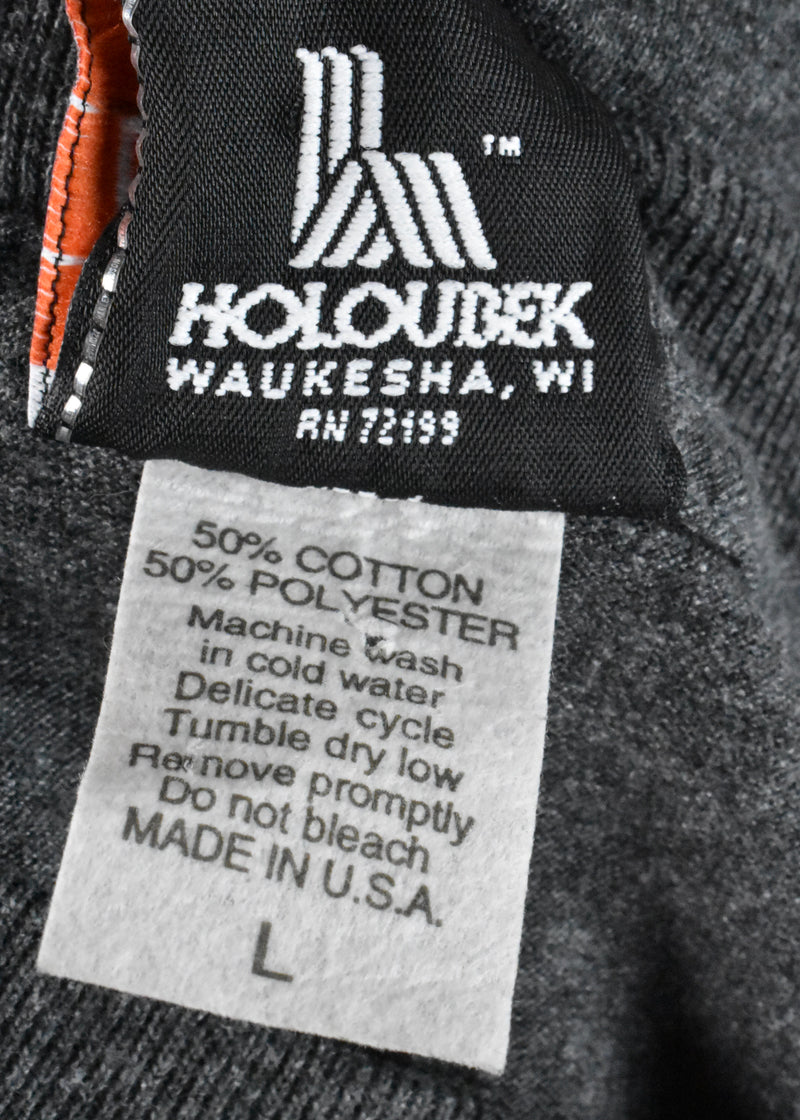 TM
HOLOUBEK
WAUKESHA, WI
RN 72199
50% COTTON
50% POLYESTER
Machine wash
in cold water
Delicate cycle
Tumble dry low
Remove promptly
Do not bleach
MADE IN U.S.A.
L